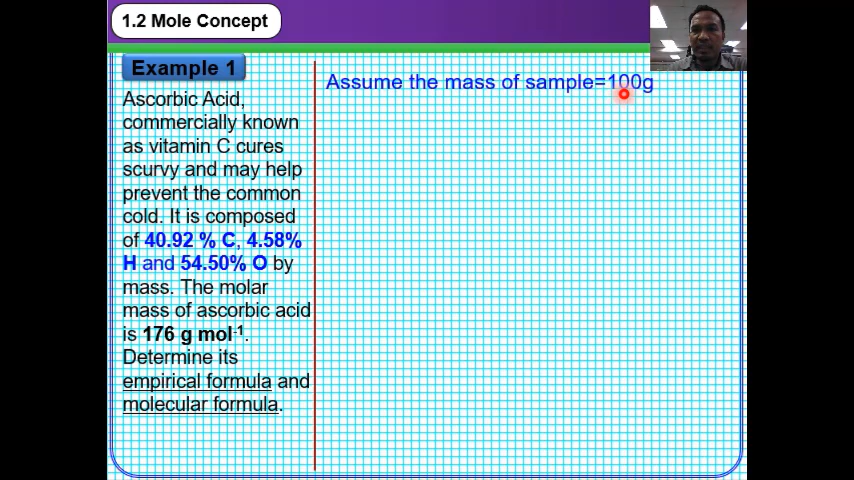 1.2 Mole Concept
Example 1
Assume the mass of sample=100g
Ascorbic Acid,
commercially known
as vitamin C cures
scurvy and may help
prevent the common
cold. It is composed
of 40.92 % C, 4.58%
H and 54.50% O by
mass. The molar
mass of ascorbic acid
is 176 g mol-1.
Determine its
empirical formula and
molecular formula.